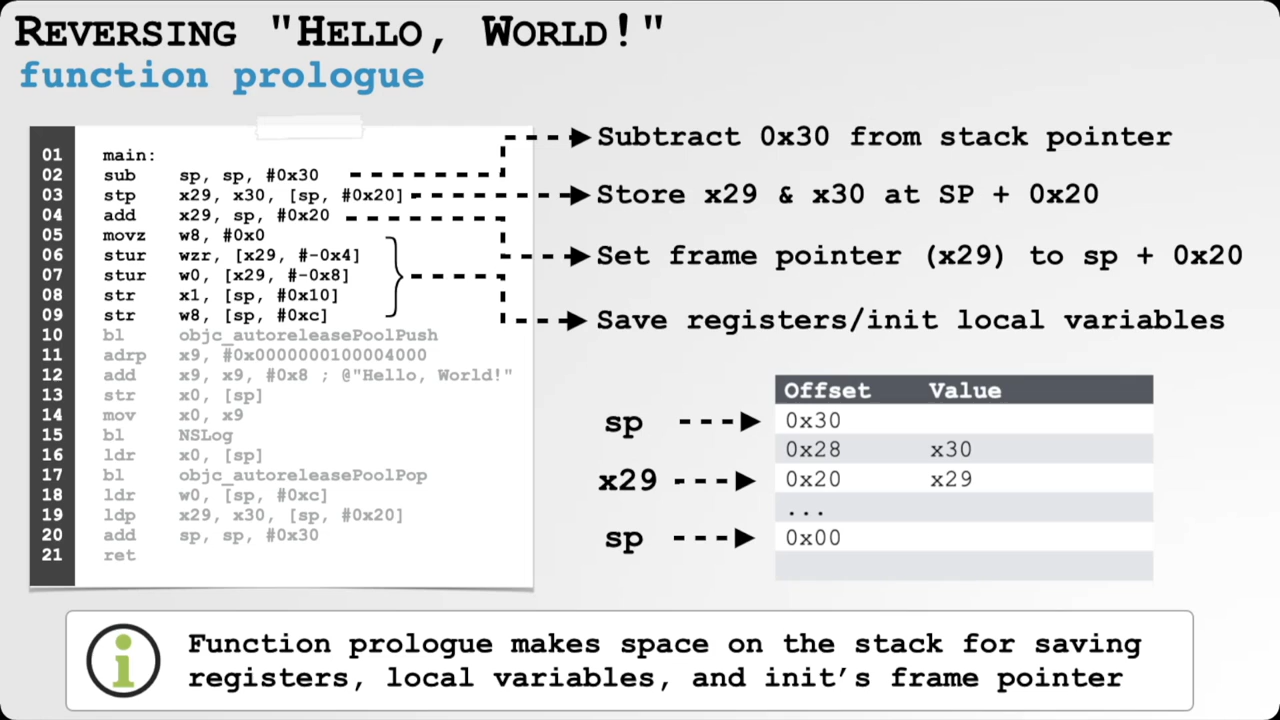 REVERSING "HELLO, WORLD!"
function prologue
01 main:
02 sub sp, sp, #0x30
03 stp x29, x30, [sp, #0x20]
04 add x29, sp, #0x20
05 movz w8, #0x0
06 stur wzr, [x29, #-0x4]
07 stur w0, [x29, #-0x8]
08 str x1, [sp, #0x10]
09 str w8, [sp, #0xc]
10 bl objc_autoreleasePoolPush
11 adrp x9, #0x0000000100004000
12 add x9, x9, #0x8 ; @"Hello, World!"
13 str x0, [sp]
14 mov x0, x9
15 bl NSLog
16 ldr x0, [sp]
17 bl objc_autoreleasePoolPop
18 ldr w0, [sp, #0xc]
19 ldp x29, x30, [sp, #0x20]
20 add sp, sp, #0x30
21 ret
Subtract 0x30 from stack pointer
Store x29 & x30 at SP + 0x20
Set frame pointer (x29) to sp + 0x20
Save registers/init local variables
Offset Value
sp 0x30
0x28 x30
x29 0x20 x29
...
sp 0x00
Function prologue makes space on the stack for saving
registers, local variables, and init's frame pointer